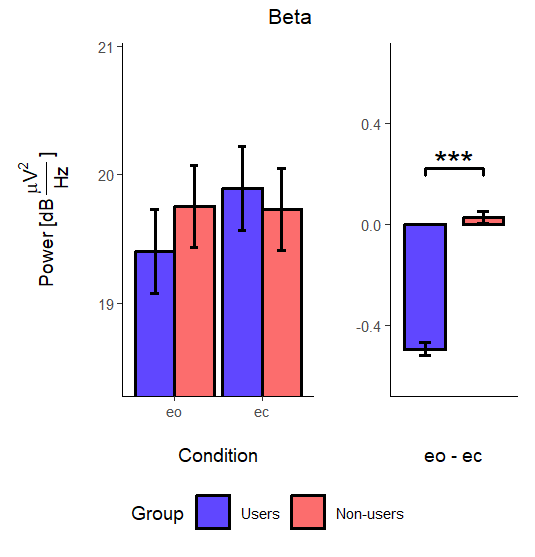 Beta
Power [dB μV²/Hz]
21
20
19
eo
ec
Condition
0.4
0.0
-0.4
***
eo - ec
Group
Users
Non-users